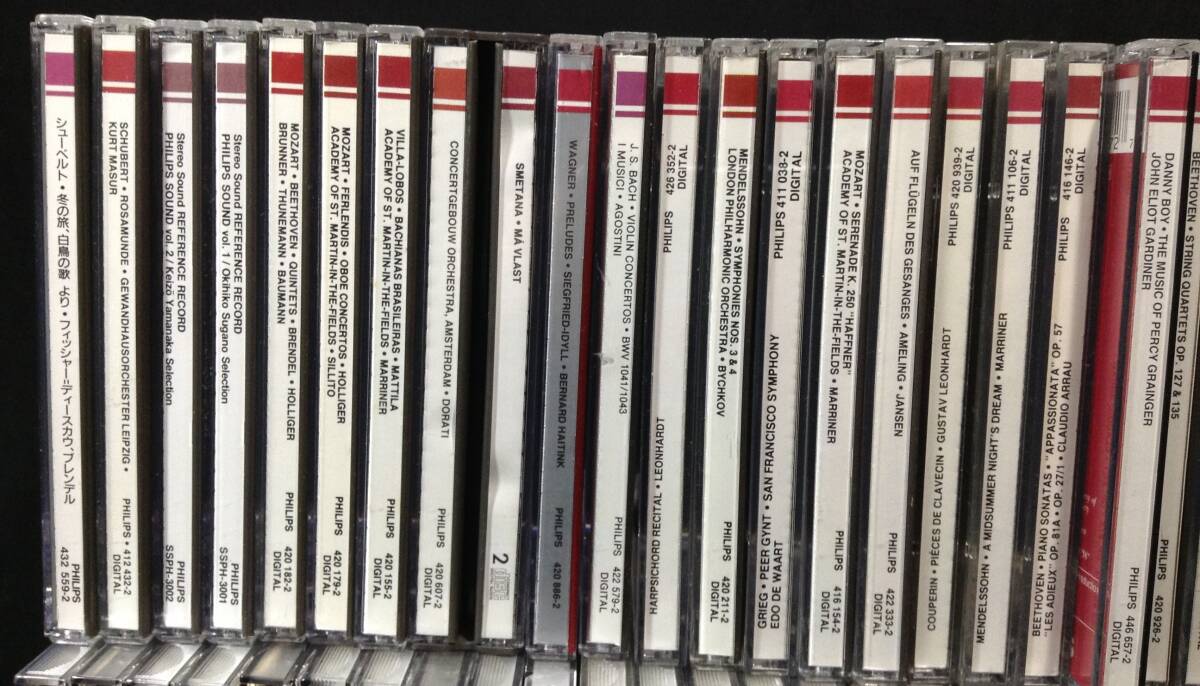 シューベルト・冬の旅、白鳥の歌 より・フィッシャー=ディースカウ、ブレンデル
PHILIPS
432 559-2
SCHUBERT • ROSAMUNDE • GEWANDHAUSORCHESTER LEIPZIG •
KURT MASUR
PHILIPS • 412 432-2
DIGITAL
Stereo Sound REFERENCE RECORD
PHILIPS SOUND vol. 2 / Keizō Yamanaka Selection
PHILIPS
SSPH-3002
Stereo Sound REFERENCE RECORD
PHILIPS SOUND vol. 1 / Okihiko Sugano Selection
PHILIPS
SSPH-3001
MOZART • BEETHOVEN • QUINTETS • BRENDEL • HOLLIGER
BRUNNER • THUNEMANN • BAUMANN
PHILIPS 420 182-2
DIGITAL
MOZART • FERLENDIS • OBOE CONCERTOS • HOLLIGER
ACADEMY OF ST. MARTIN-IN-THE-FIELDS • SILLITO
PHILIPS 420 179-2
DIGITAL
VILLA-LOBOS • BACHIANAS BRASILEIRAS • MATTILA
ACADEMY OF ST. MARTIN-IN-THE-FIELDS • MARRINER
PHILIPS 420 155-2
DIGITAL
CONCERTGEBOUW ORCHESTRA, AMSTERDAM • DORATI
PHILIPS 420 607-2
DIGITAL
SMETANA • MÁ VLAST
2
WAGNER • PRELUDES • SIEGFRIED-IDYLL • BERNARD HAITINK
PHILIPS 420 886-2
J. S. BACH • VIOLIN CONCERTOS • BWV 1041/1043
I MUSICI • AGOSTINI
PHILIPS 422 579-2
DIGITAL
HARPSICHORD RECITAL LEONHARDT
PHILIPS 426 352-2
DIGITAL
MENDELSSOHN • SYMPHONIES NOS. 3 & 4
LONDON PHILHARMONIC ORCHESTRA • BYCHKOV
PHILIPS 420 211-2
DIGITAL
GRIEG • PEER GYNT • SAN FRANCISCO SYMPHONY
EDO DE WAART
PHILIPS 411 038-2
DIGITAL
MOZART • SERENADE K. 250 "HAFFNER"
ACADEMY OF ST. MARTIN-IN-THE-FIELDS • MARRINER
PHILIPS 416 154-2
DIGITAL
AUF FLÜGELN DES GESANGES • AMELING • JANSEN
PHILIPS 422 333-2
DIGITAL
COUPERIN • PIÈCES DE CLAVECIN • GUSTAV LEONHARDT
PHILIPS 420 939-2
DIGITAL
MENDELSSOHN • A MIDSUMMER NIGHT'S DREAM • MARRINER
PHILIPS 411 106-2
DIGITAL
BEETHOVEN • PIANO SONATAS • "APPASSIONATA" OP. 57
"LES ADIEUX" OP. 81A • OP. 27/1 • CLAUDIO ARRAU
PHILIPS 416 146-2
DIGITAL
DANNY BOY • THE MUSIC OF PERCY GRAINGER
JOHN ELIOT GARDINER
PHILIPS 446 657-2
DIGITAL
BEETHOVEN • STRING QUARTETS OP. 127 & 135
PHILIPS 420 926-2